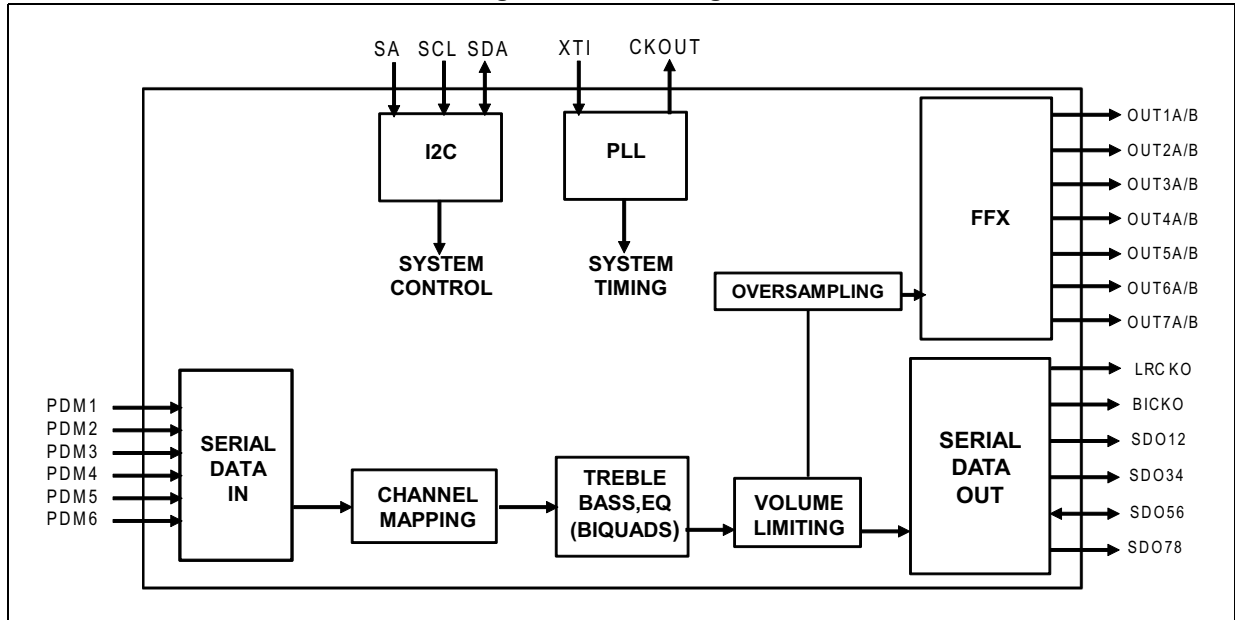 SA SCL SDA XTI CKOUT
I2C
PLL
SYSTEM
CONTROL
SYSTEM
TIMING
OVERSAMPLING
FFX
OUT1A/B
OUT2A/B
OUT3A/B
OUT4A/B
OUT5A/B
OUT6A/B
OUT7A/B
PDM1
PDM2
PDM3
PDM4
PDM5
PDM6
SERIAL
DATA
IN
CHANNEL
MAPPING
TREBLE
BASS,EQ
(BIQUADS)
VOLUME
LIMITING
SERIAL
DATA
OUT
LRCKO
BICKO
SDO12
SDO34
SDO56
SDO78